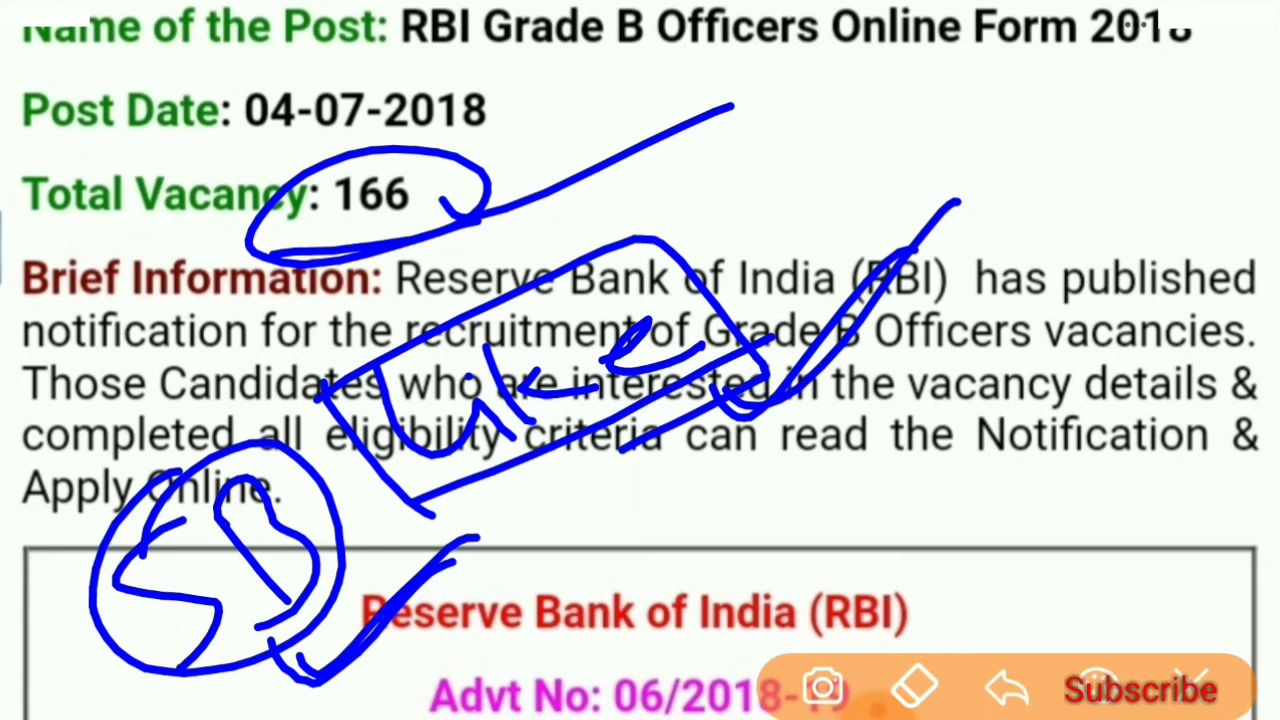 Name of the Post: RBI Grade B Officers Online Form 2018
Post Date: 04-07-2018
Total Vacancy: 166
Brief Information: Reserve Bank of India (RBI) has published
notification for the recruitment of Grade B Officers vacancies.
Those Candidates who are interested in the vacancy details &
completed all eligibility criteria can read the Notification &
Apply Online.
Like
SB
Reserve Bank of India (RBI)
Advt No: 06/2018-19
Subscribe